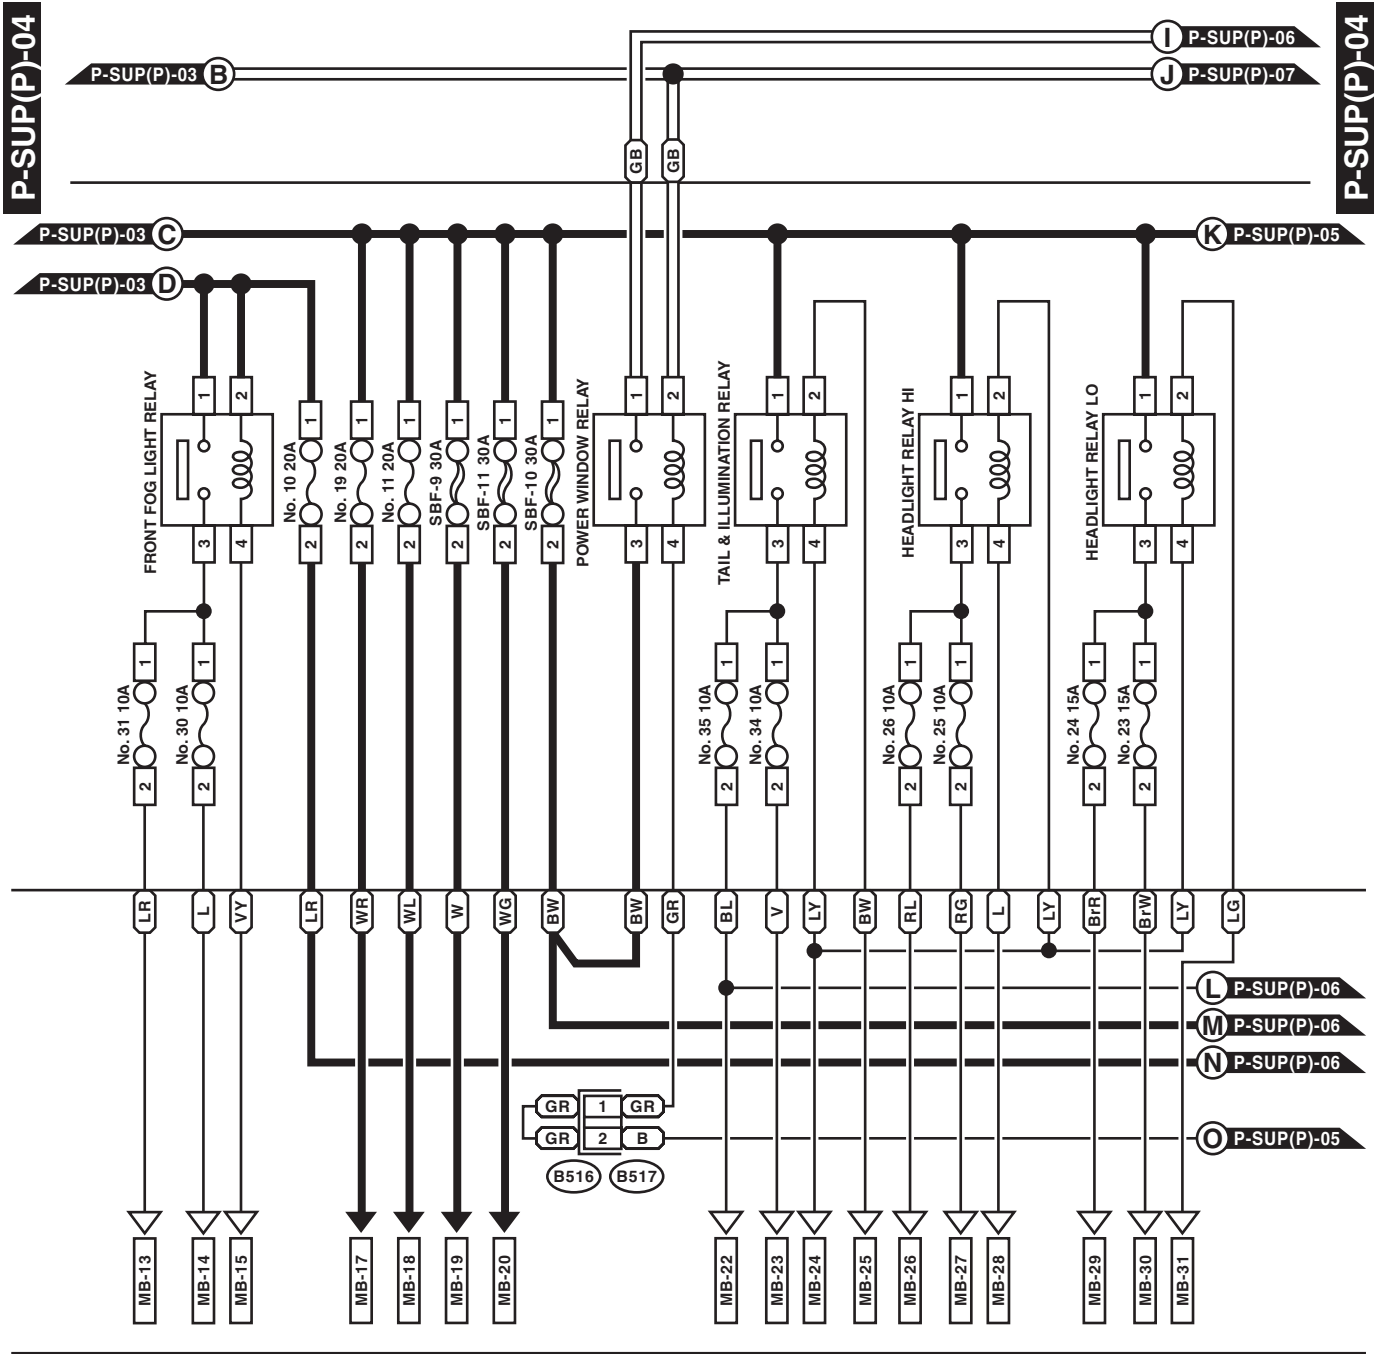 P-SUP(P)-04
P-SUP(P)-04
I P-SUP(P)-06
P-SUP(P)-03 B
J P-SUP(P)-07
GB
GB
P-SUP(P)-03 C
K P-SUP(P)-05
P-SUP(P)-03 D
FRONT FOG LIGHT RELAY
1
2
3
4
No. 10 20A
1
2
No. 19 20A
1
2
No. 11 20A
1
2
SBF-9 30A
1
2
SBF-11 30A
1
2
SBF-10 30A
1
2
POWER WINDOW RELAY
1
2
3
4
TAIL & ILLUMINATION RELAY
1
2
3
4
HEADLIGHT RELAY HI
1
2
3
4
HEADLIGHT RELAY LO
1
2
3
4
No. 31 10A
1
2
No. 30 10A
1
2
No. 35 10A
1
2
No. 34 10A
1
2
No. 26 10A
1
2
No. 25 10A
1
2
No. 24 15A
1
2
No. 23 15A
1
2
LR
L
VY
LR
WR
WL
W
WG
BW
BW
GR
BL
V
LY
BW
RL
RG
L
LY
BrR
BrW
LY
LG
L P-SUP(P)-06
M P-SUP(P)-06
N P-SUP(P)-06
GR 1 GR
GR 2 B
O P-SUP(P)-05
B516 B517
MB-13
MB-14
MB-15
MB-17
MB-18
MB-19
MB-20
MB-22
MB-23
MB-24
MB-25
MB-26
MB-27
MB-28
MB-29
MB-30
MB-31